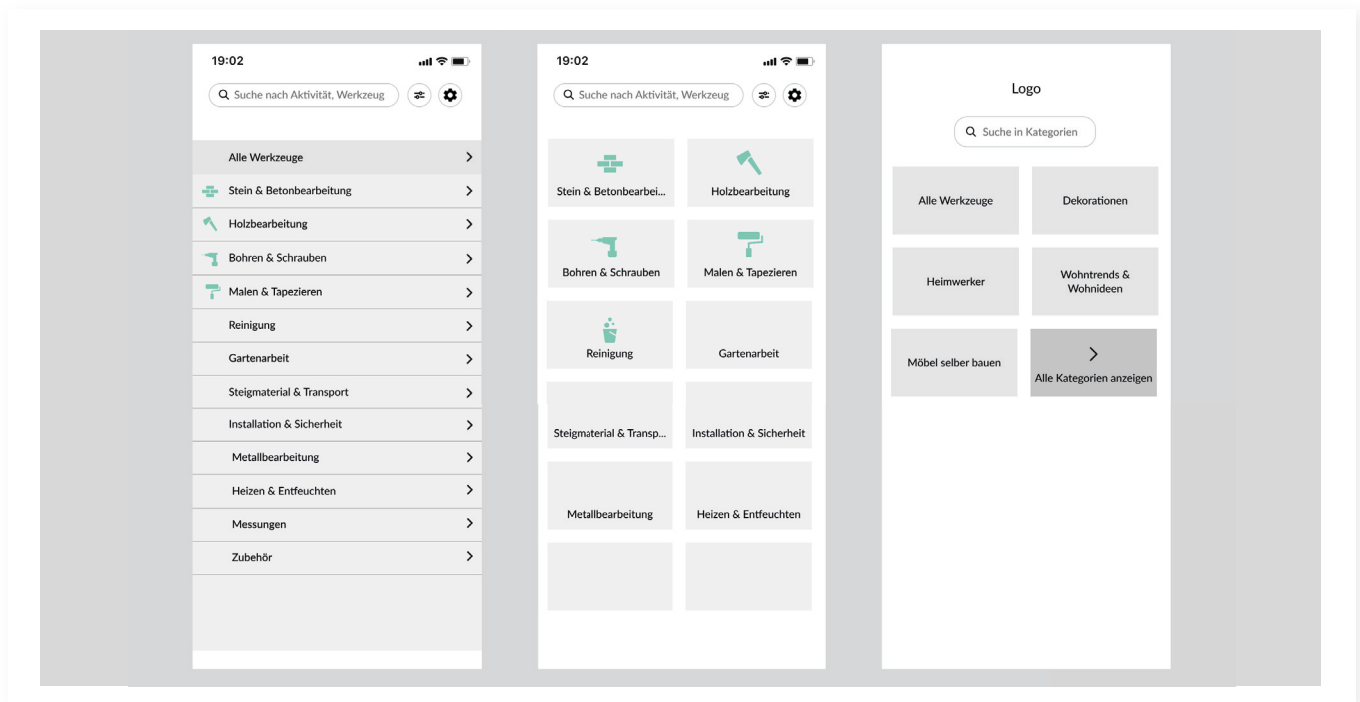 19:02
Suche nach Aktivität, Werkzeug
Alle Werkzeuge
Stein & Betonbearbeitung
Holzbearbeitung
Bohren & Schrauben
Malen & Tapezieren
Reinigung
Gartenarbeit
Steigmaterial & Transport
Installation & Sicherheit
Metallbearbeitung
Heizen & Entfeuchten
Messungen
Zubehör
19:02
Suche nach Aktivität, Werkzeug
Stein & Betonbearbei...
Holzbearbeitung
Bohren & Schrauben
Malen & Tapezieren
Reinigung
Gartenarbeit
Steigmaterial & Transp...
Installation & Sicherheit
Metallbearbeitung
Heizen & Entfeuchten
Logo
Suche in Kategorien
Alle Werkzeuge
Dekorationen
Heimwerker
Wohntrends &
Wohnideen
Möbel selber bauen
Alle Kategorien anzeigen